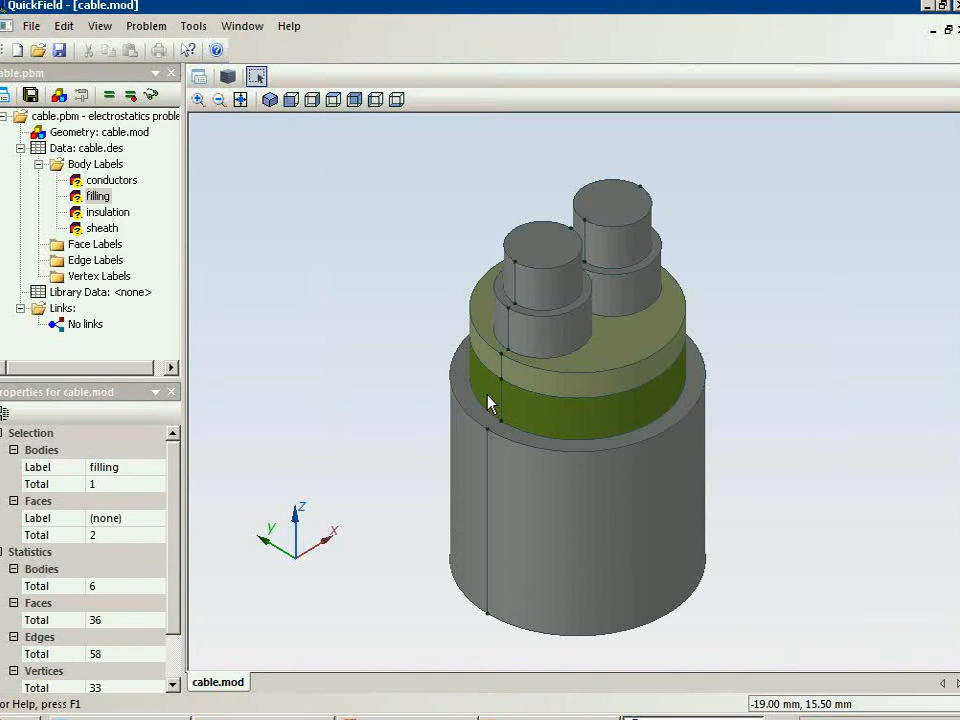 QuickField - [cable.mod]
File Edit View Problem Tools Window Help
able.pbm
cable.pbm - electrostatics proble
Geometry: cable.mod
Data: cable.des
Body Labels
conductors
filling
insulation
sheath
Face Labels
Edge Labels
Vertex Labels
Library Data: <none>
Links:
No links
roperties for cable.mod
Selection
Bodies
Label filling
Total 1
Faces
Label (none)
Total 2
Statistics
Bodies
Total 6
Faces
Total 36
Edges
Total 58
Vertices
Total 33
z
y
x
cable.mod
or Help, press F1
-19.00 mm, 15.50 mm